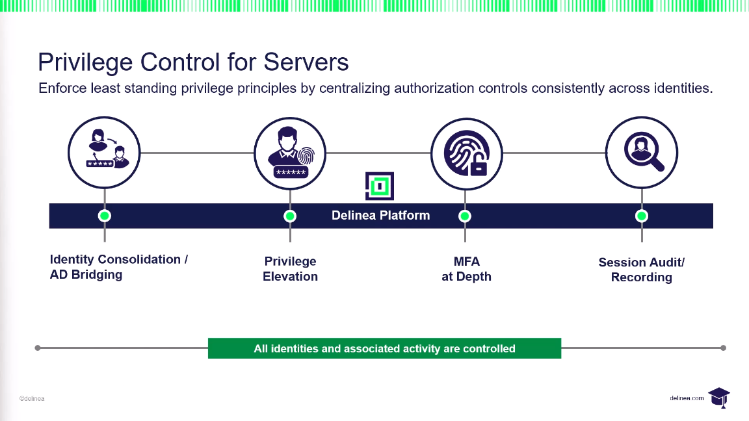 Privilege Control for Servers
Enforce least standing privilege principles by centralizing authorization controls consistently across identities.
*****
******
Delinea Platform
Identity Consolidation /
AD Bridging
Privilege
Elevation
MFA
at Depth
Session Audit/
Recording
All identities and associated activity are controlled
©delinea
delinea.com